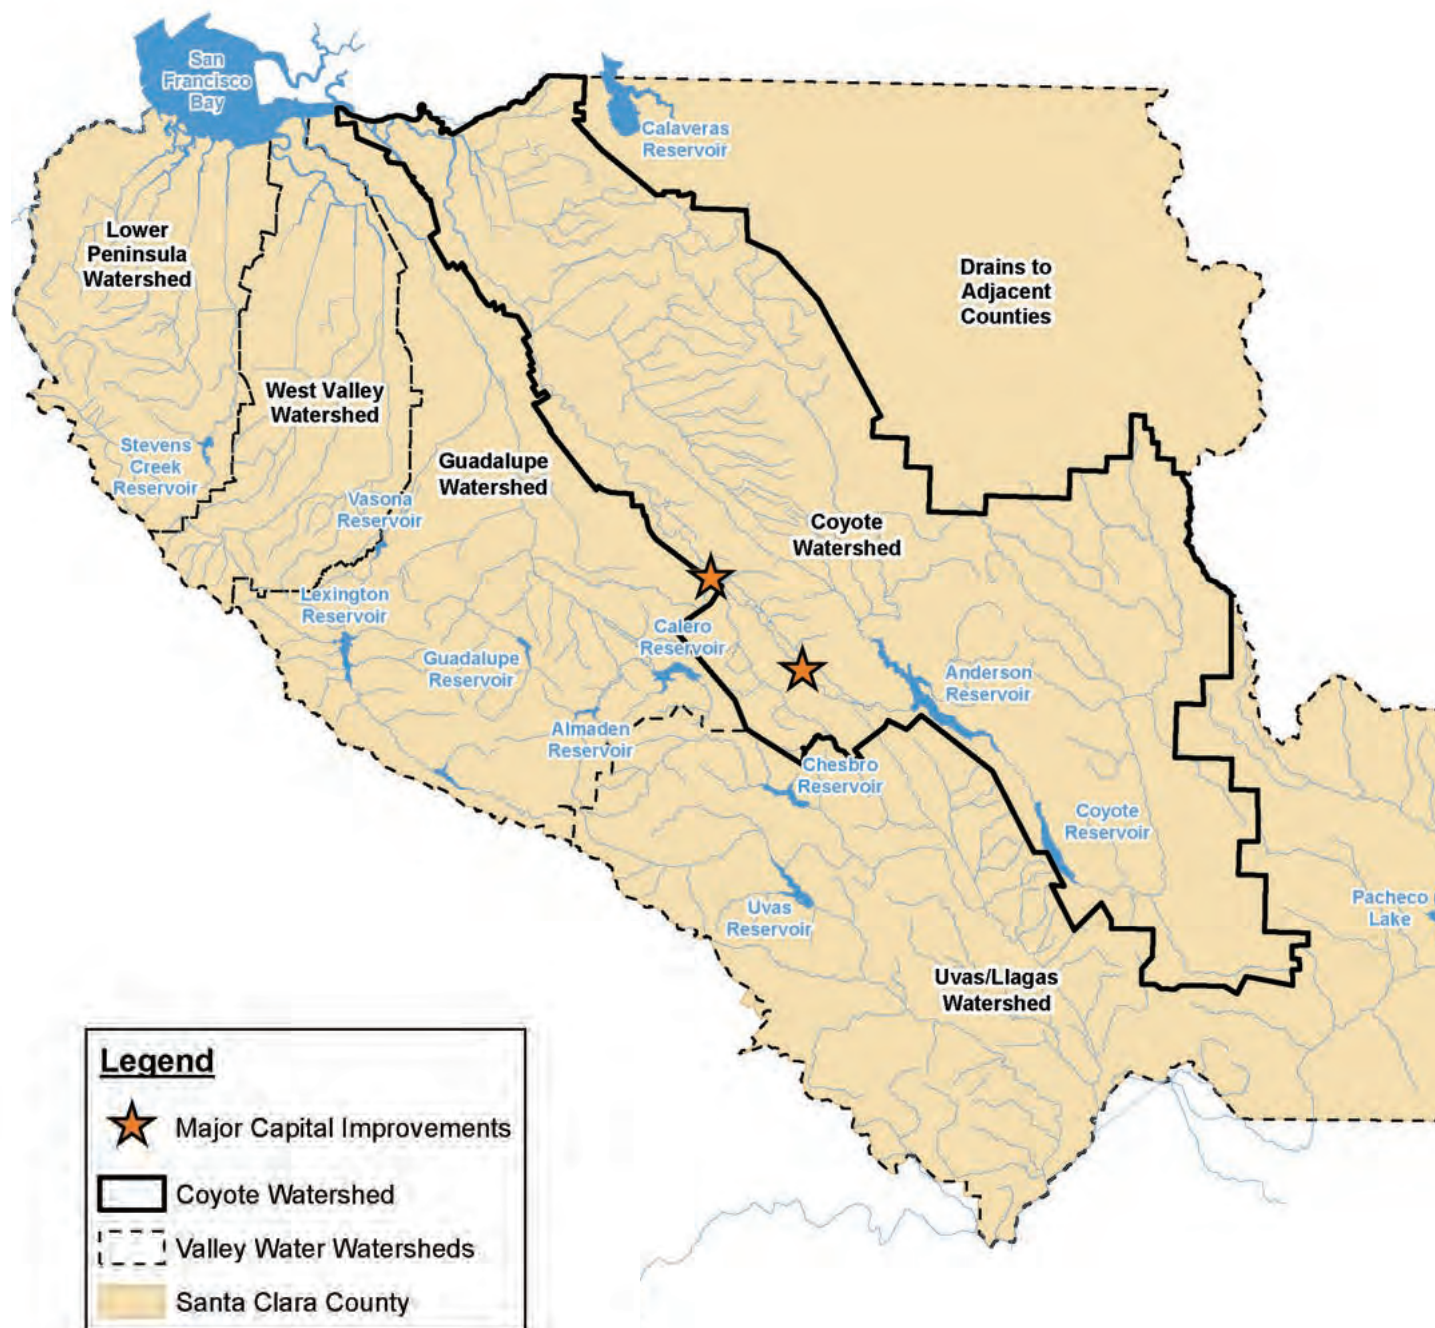 San
Francisco
Bay
Calaveras
Reservoir
Lower
Peninsula
Watershed
Drains to
Adjacent
Counties
West Valley
Watershed
Stevens
Creek
Reservoir
Guadalupe
Watershed
Vasona
Reservoir
Coyote
Watershed
Lexington
Reservoir
Calero
Reservoir
Guadalupe
Reservoir
Anderson
Reservoir
Almaden
Reservoir
Chesbro
Reservoir
Coyote
Reservoir
Uvas
Reservoir
Pacheco
Lake
Uvas/Llagas
Watershed
Legend
Major Capital Improvements
Coyote Watershed
Valley Water Watersheds
Santa Clara County